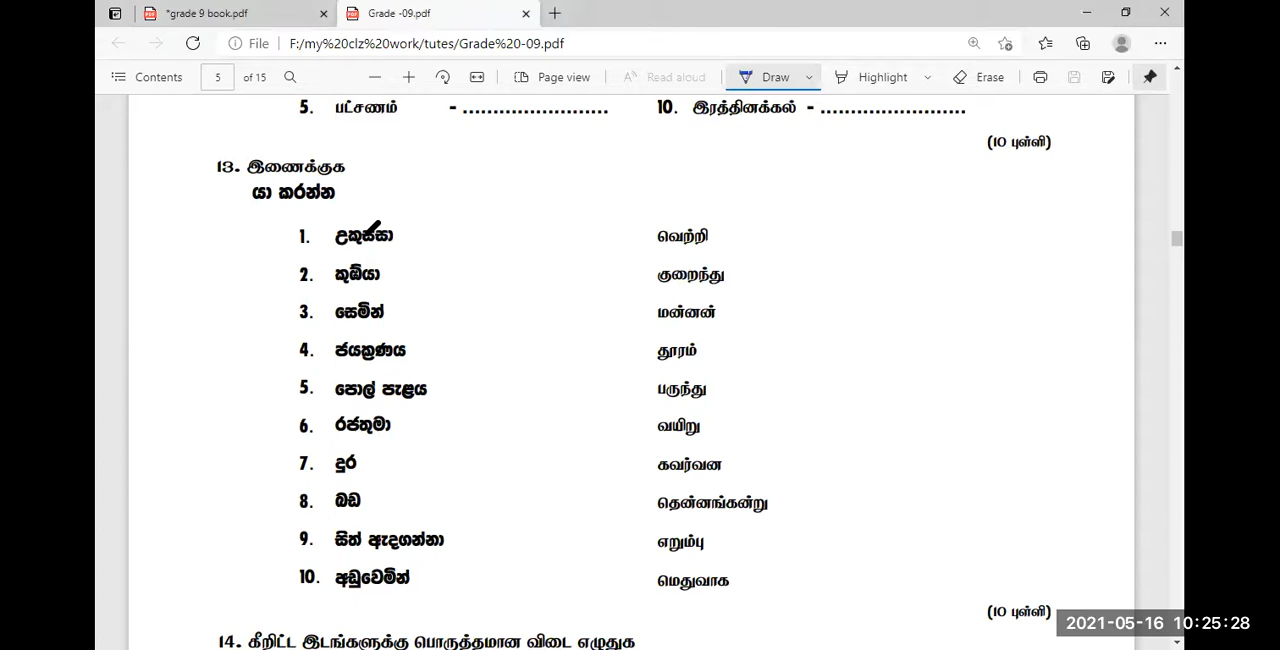 *grade 9 book.pdf
Grade -09.pdf
File F:/my%20clz%20work/tutes/Grade%20-09.pdf
Contents 5 of 15 Page view Read aloud Draw Highlight Erase
5. பட்சணம் - ........................ 10. இரத்தினக்கல் - ........................
(10 புள்ளி)
13. இணைக்குக
යා කරන්න
1. උකුස්සා வெற்றி
2. කුඹියා குறைந்து
3. සෙමින් மன்னன்
4. ජයග්‍රණය தூரம்
5. පොල් පැළය பருந்து
6. රජතුමා வயிறு
7. දුර கவர்வன
8. බඩ தென்னங்கன்று
9. සිත් ඇදගන්නා எறும்பு
10. අඩුවෙමින් மெதுவாக
(10 புள்ளி)
14. கீறிட்ட இடங்களுக்கு பொருத்தமான விடை எழுதுக
2021-05-16 10:25:28